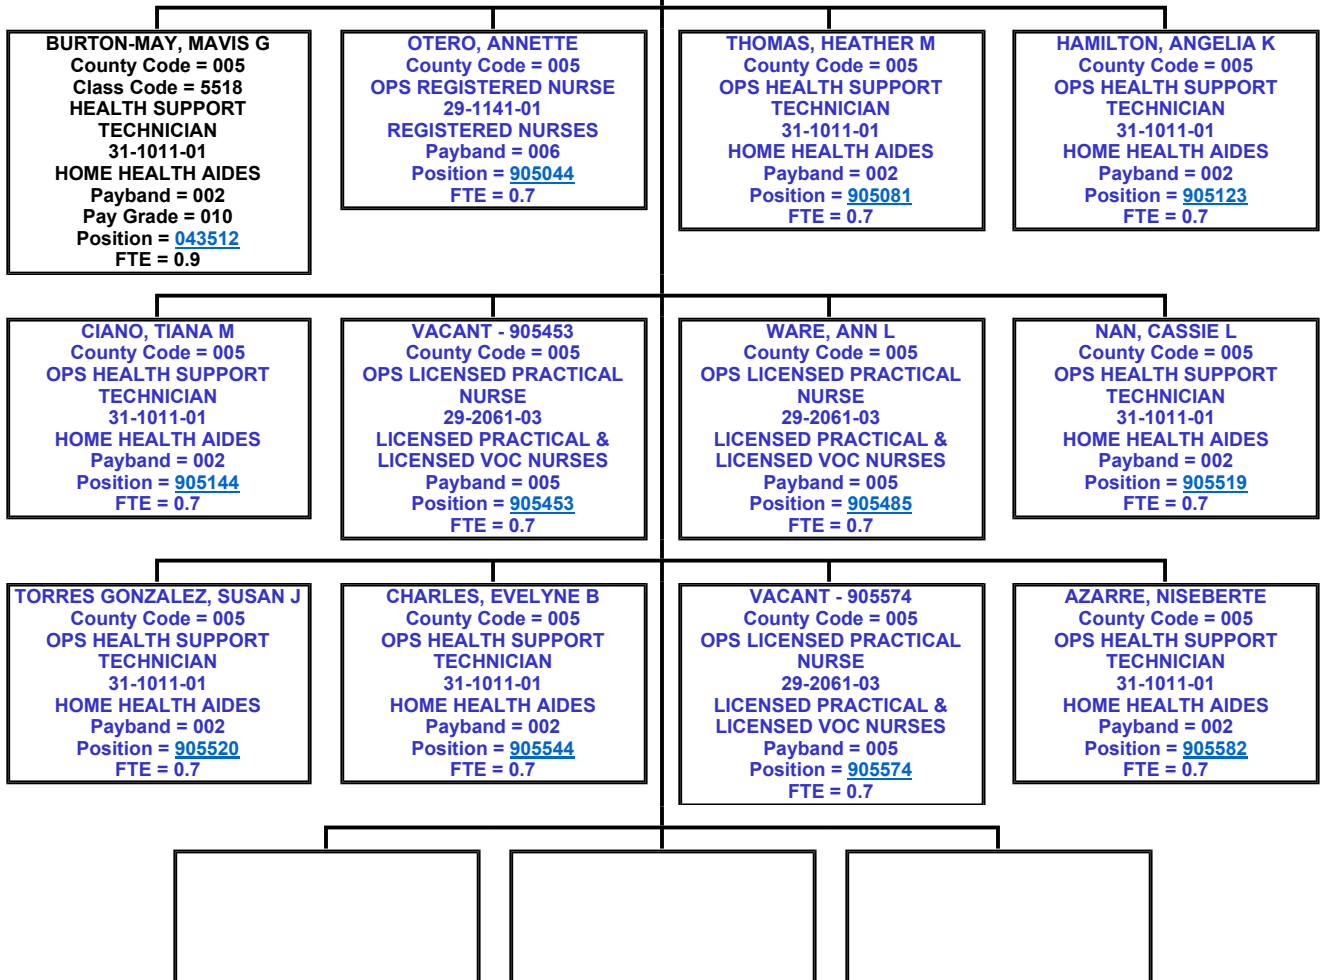 BURTON-MAY, MAVIS G
County Code = 005
Class Code = 5518
HEALTH SUPPORT
TECHNICIAN
31-1011-01
HOME HEALTH AIDES
Payband = 002
Pay Grade = 010
Position = 043512
FTE = 0.9
OTERO, ANNETTE
County Code = 005
OPS REGISTERED NURSE
29-1141-01
REGISTERED NURSES
Payband = 006
Position = 905044
FTE = 0.7
THOMAS, HEATHER M
County Code = 005
OPS HEALTH SUPPORT
TECHNICIAN
31-1011-01
HOME HEALTH AIDES
Payband = 002
Position = 905081
FTE = 0.7
HAMILTON, ANGELIA K
County Code = 005
OPS HEALTH SUPPORT
TECHNICIAN
31-1011-01
HOME HEALTH AIDES
Payband = 002
Position = 905123
FTE = 0.7
CIANO, TIANA M
County Code = 005
OPS HEALTH SUPPORT
TECHNICIAN
31-1011-01
HOME HEALTH AIDES
Payband = 002
Position = 905144
FTE = 0.7
VACANT - 905453
County Code = 005
OPS LICENSED PRACTICAL
NURSE
29-2061-03
LICENSED PRACTICAL &
LICENSED VOC NURSES
Payband = 005
Position = 905453
FTE = 0.7
WARE, ANN L
County Code = 005
OPS LICENSED PRACTICAL
NURSE
29-2061-03
LICENSED PRACTICAL &
LICENSED VOC NURSES
Payband = 005
Position = 905485
FTE = 0.7
NAN, CASSIE L
County Code = 005
OPS HEALTH SUPPORT
TECHNICIAN
31-1011-01
HOME HEALTH AIDES
Payband = 002
Position = 905519
FTE = 0.7
TORRES GONZALEZ, SUSAN J
County Code = 005
OPS HEALTH SUPPORT
TECHNICIAN
31-1011-01
HOME HEALTH AIDES
Payband = 002
Position = 905520
FTE = 0.7
CHARLES, EVELYNE B
County Code = 005
OPS HEALTH SUPPORT
TECHNICIAN
31-1011-01
HOME HEALTH AIDES
Payband = 002
Position = 905544
FTE = 0.7
VACANT - 905574
County Code = 005
OPS LICENSED PRACTICAL
NURSE
29-2061-03
LICENSED PRACTICAL &
LICENSED VOC NURSES
Payband = 005
Position = 905574
FTE = 0.7
AZARRE, NISEBERTE
County Code = 005
OPS HEALTH SUPPORT
TECHNICIAN
31-1011-01
HOME HEALTH AIDES
Payband = 002
Position = 905582
FTE = 0.7